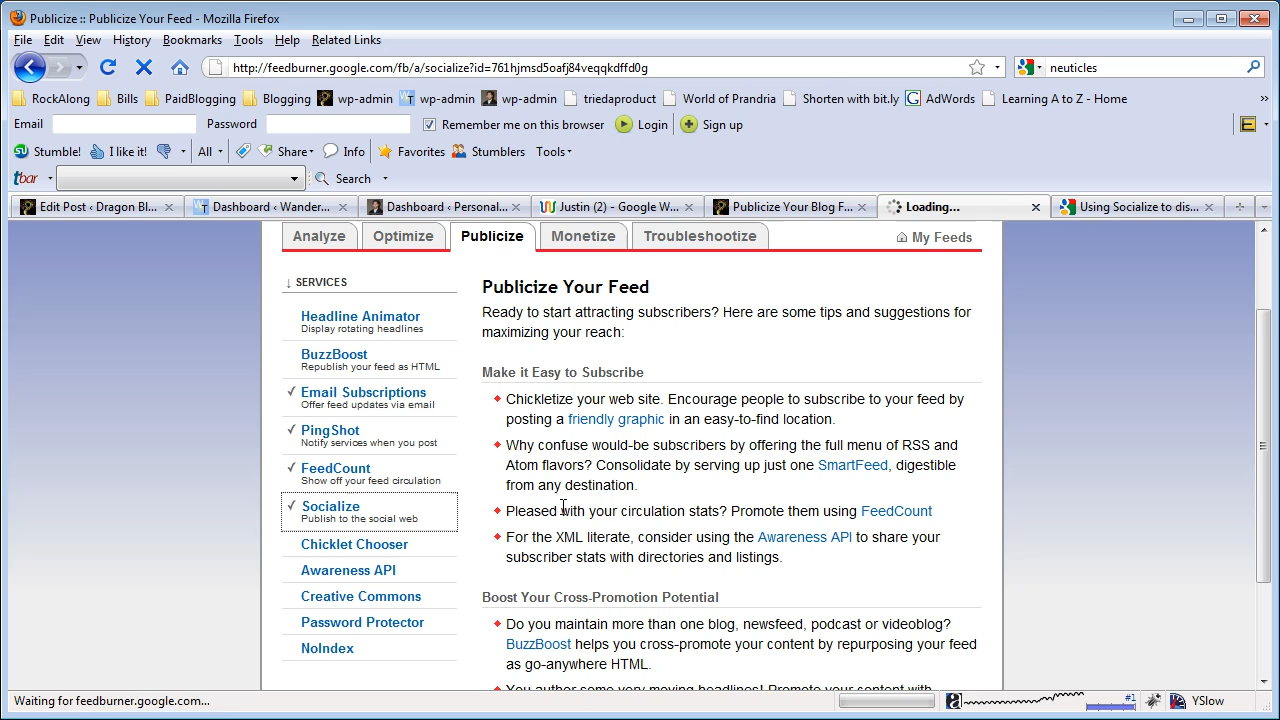 Publicize :: Publicize Your Feed - Mozilla Firefox
File Edit View History Bookmarks Tools Help Related Links
http://feedburner.google.com/fb/a/socialize?id=761hjmsd5oafj84veqqkdffd0g neuticles
RockAlong Bills PaidBlogging Blogging wp-admin wp-admin wp-admin triedaproduct World of Prandria Shorten with bit.ly AdWords Learning A to Z - Home »
Email Password Remember me on this browser Login Sign up
Stumble! I like it! All Share Info Favorites Stumblers Tools
tbar Search
Edit Post ‹ Dragon Bl... Dashboard ‹ Wander... Dashboard ‹ Personal... Justin (2) - Google W... Publicize Your Blog F... Loading... Using Socialize to dis...
Analyze Optimize Publicize Monetize Troubleshootize My Feeds
↓ SERVICES
Headline Animator
Display rotating headlines
BuzzBoost
Republish your feed as HTML
✓ Email Subscriptions
Offer feed updates via email
✓ PingShot
Notify services when you post
✓ FeedCount
Show off your feed circulation
✓ Socialize
Publish to the social web
Chicklet Chooser
Awareness API
Creative Commons
Password Protector
NoIndex
Publicize Your Feed
Ready to start attracting subscribers? Here are some tips and suggestions for
maximizing your reach:
Make it Easy to Subscribe
Chickletize your web site. Encourage people to subscribe to your feed by
posting a friendly graphic in an easy-to-find location.
Why confuse would-be subscribers by offering the full menu of RSS and
Atom flavors? Consolidate by serving up just one SmartFeed, digestible
from any destination.
Pleased with your circulation stats? Promote them using FeedCount
For the XML literate, consider using the Awareness API to share your
subscriber stats with directories and listings.
Boost Your Cross-Promotion Potential
Do you maintain more than one blog, newsfeed, podcast or videoblog?
BuzzBoost helps you cross-promote your content by repurposing your feed
as go-anywhere HTML.
You author some very moving headlines! Promote your content with
Waiting for feedburner.google.com... #1 YSlow